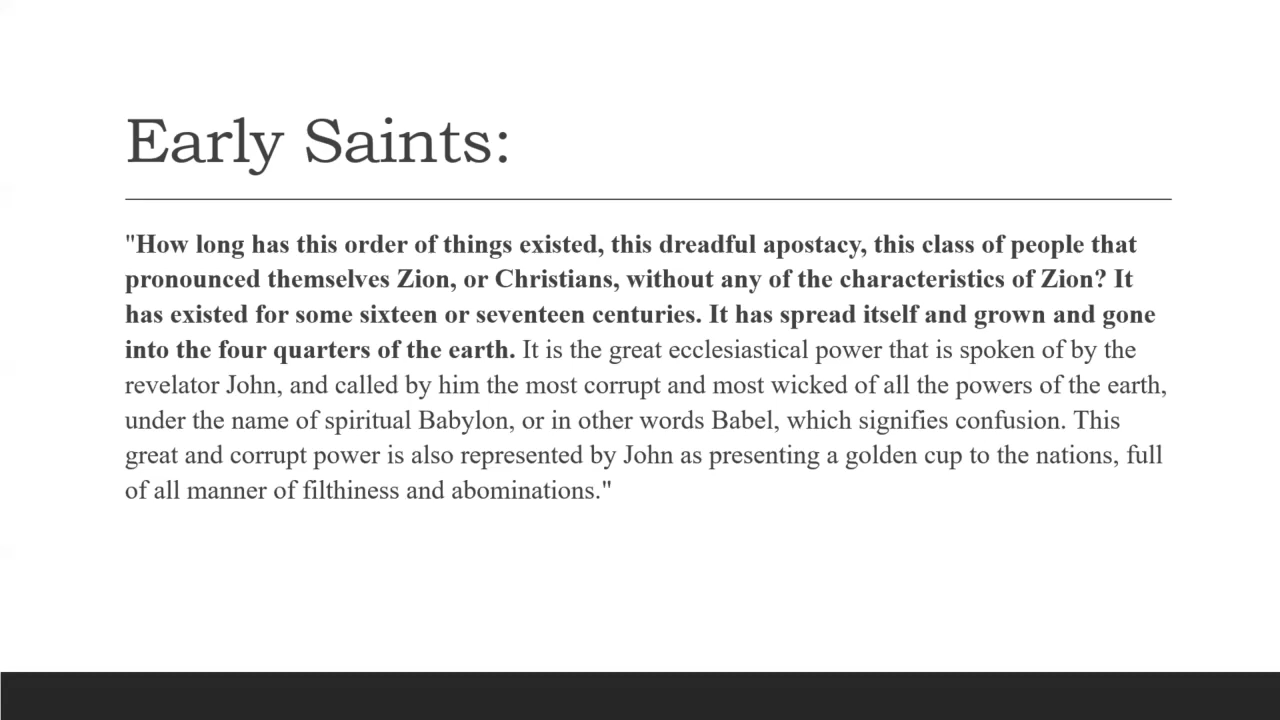 Early Saints:
"How long has this order of things existed, this dreadful apostacy, this class of people that
pronounced themselves Zion, or Christians, without any of the characteristics of Zion? It
has existed for some sixteen or seventeen centuries. It has spread itself and grown and gone
into the four quarters of the earth. It is the great ecclesiastical power that is spoken of by the
revelator John, and called by him the most corrupt and most wicked of all the powers of the earth,
under the name of spiritual Babylon, or in other words Babel, which signifies confusion. This
great and corrupt power is also represented by John as presenting a golden cup to the nations, full
of all manner of filthiness and abominations."